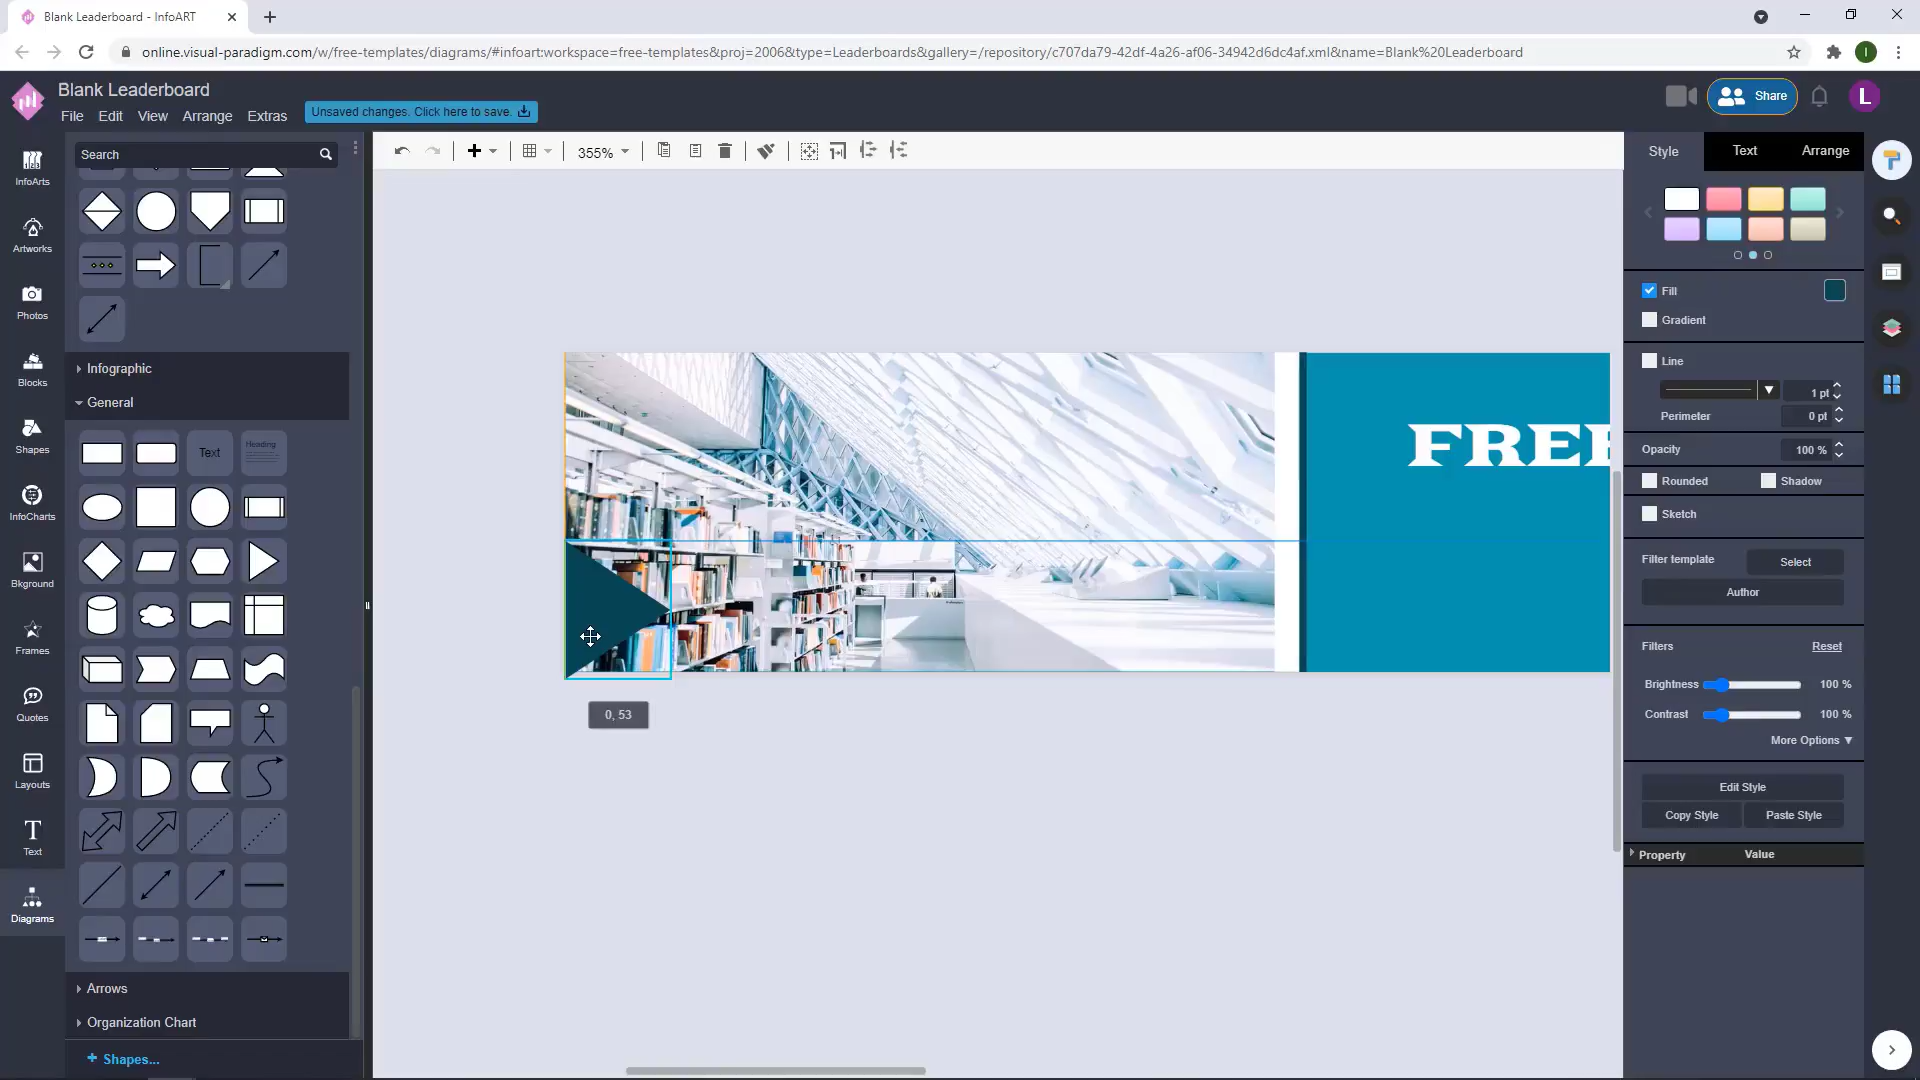 Blank Leaderboard - InfoART
online.visual-paradigm.com/w/free-templates/diagrams/#infoart:workspace=free-templates&proj=2006&type=Leaderboards&gallery=/repository/c707da79-42df-4a26-af06-34942d6dc4af.xml&name=Blank%20Leaderboard
I
Blank Leaderboard
File Edit View Arrange Extras
Unsaved changes. Click here to save.
Share
L
InfoArts
Artworks
Photos
Blocks
Shapes
InfoCharts
Bkground
Frames
Quotes
Layouts
Text
Diagrams
Search
Infographic
General
Text
Heading
Arrows
Organization Chart
+ Shapes...
355%
FREE
0, 53
Style Text Arrange
Fill
Gradient
Line
1 pt
Perimeter 0 pt
Opacity 100 %
Rounded Shadow
Sketch
Filter template Select
Author
Filters Reset
Brightness 100 %
Contrast 100 %
More Options ▼
Edit Style
Copy Style Paste Style
Property Value